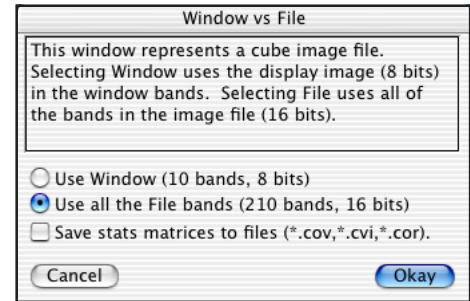 Window vs File
This window represents a cube image file.
Selecting Window uses the display image (8 bits)
in the window bands.  Selecting File uses all of
the bands in the image file (16 bits).
Use Window (10 bands, 8 bits)
Use all the File bands (210 bands, 16 bits)
Save stats matrices to files (*.cov,*.cvi,*.cor).
Cancel
Okay